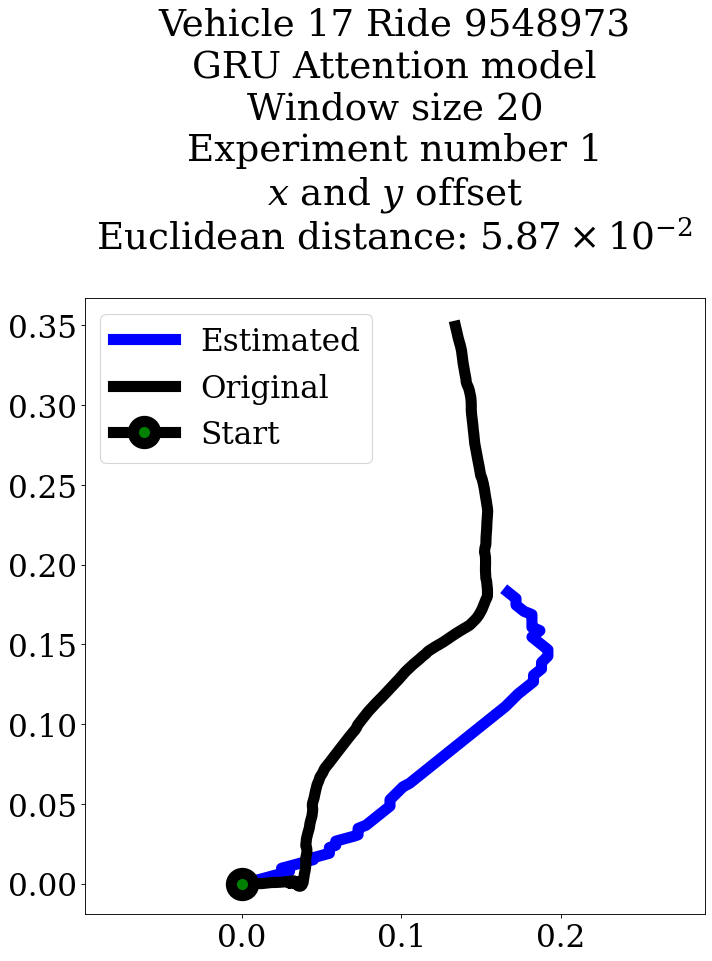 Vehicle 17 Ride 9548973
GRU Attention model
Window size 20
Experiment number 1
x and y offset
Euclidean distance: 5.87 × 10⁻²
Estimated
Original
Start
0.35
0.30
0.25
0.20
0.15
0.10
0.05
0.00
0.0 0.1 0.2